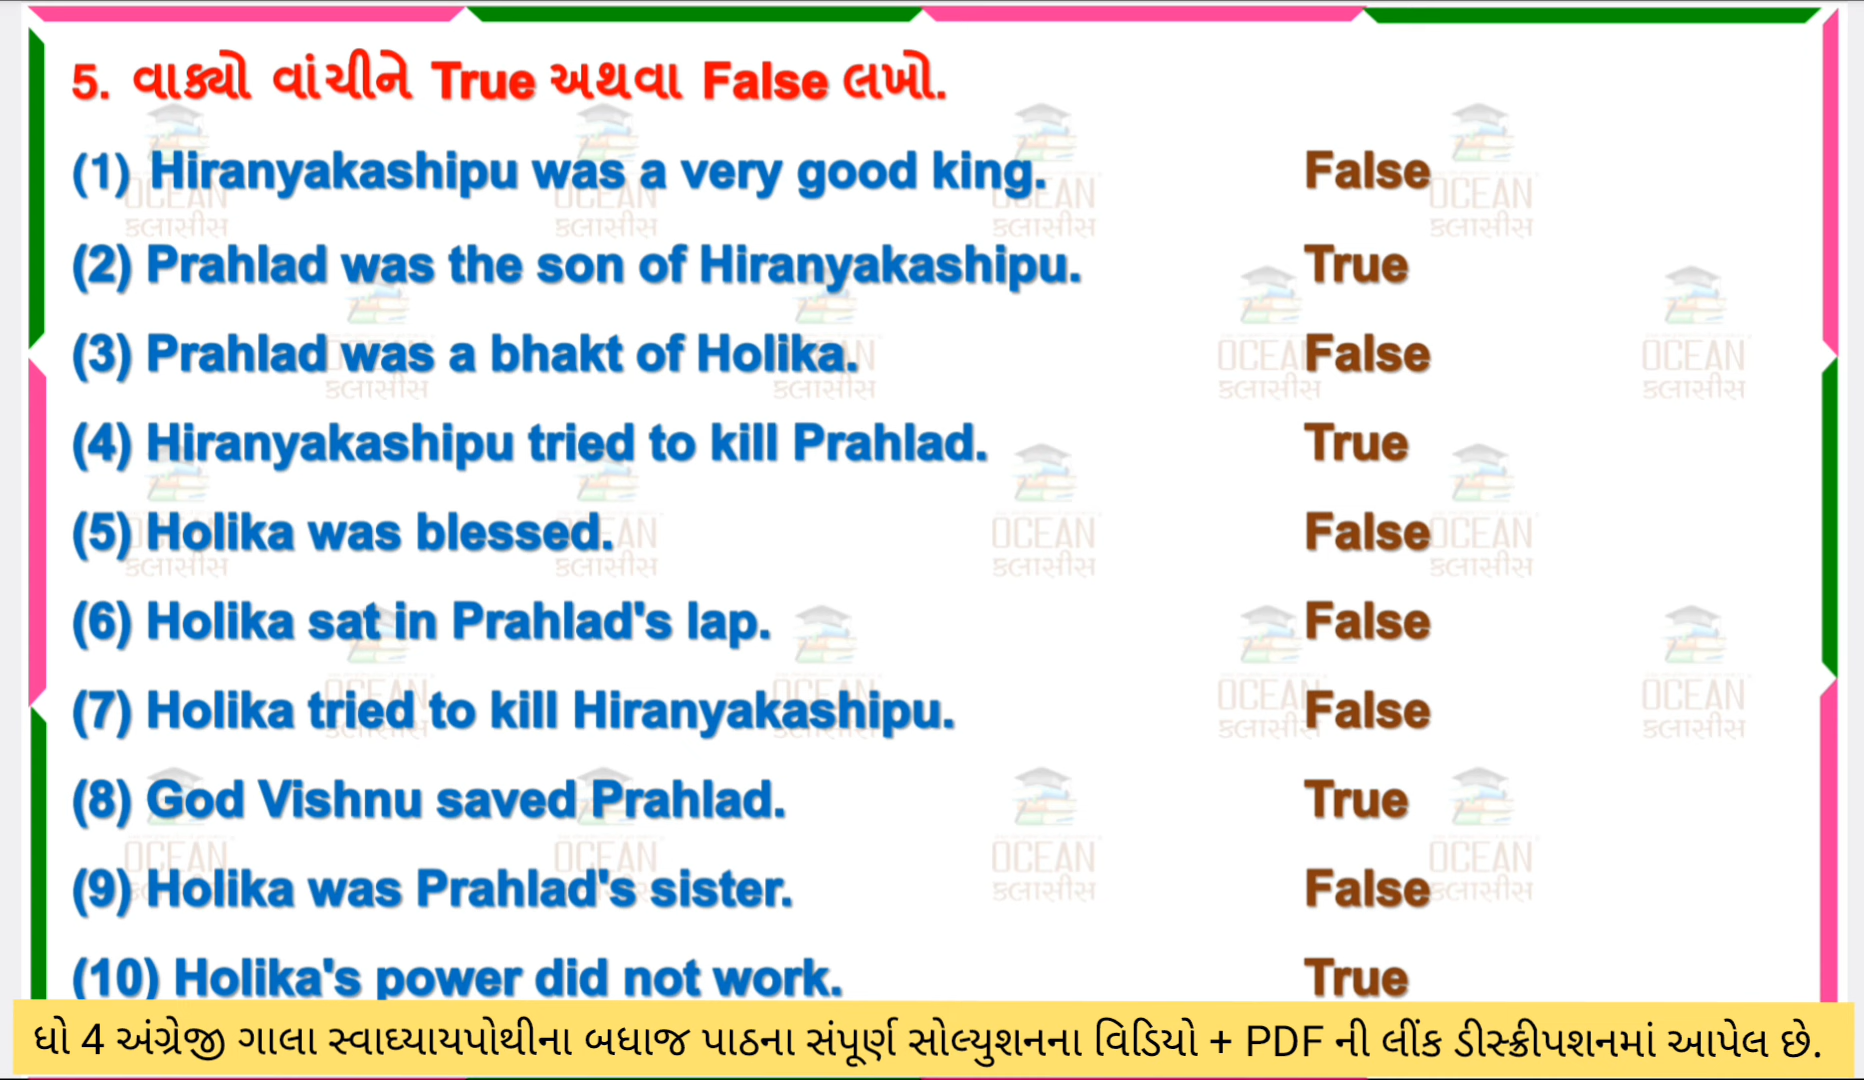 5. વાક્યો વાંચીને True અથવા False લખો.
(1) Hiranyakashipu was a very good king. False
(2) Prahlad was the son of Hiranyakashipu. True
(3) Prahlad was a bhakt of Holika. False
(4) Hiranyakashipu tried to kill Prahlad. True
(5) Holika was blessed. False
(6) Holika sat in Prahlad's lap. False
(7) Holika tried to kill Hiranyakashipu. False
(8) God Vishnu saved Prahlad. True
(9) Holika was Prahlad's sister. False
(10) Holika's power did not work. True
ધો 4 અંગ્રેજી ગાલા સ્વાધ્યાયપોથીના બધાજ પાઠના સંપૂર્ણ સોલ્યુશનના વિડિયો + PDF ની લીંક ડીસ્ક્રીપશનમાં આપેલ છે.
OCEAN
ક્લાસીસ